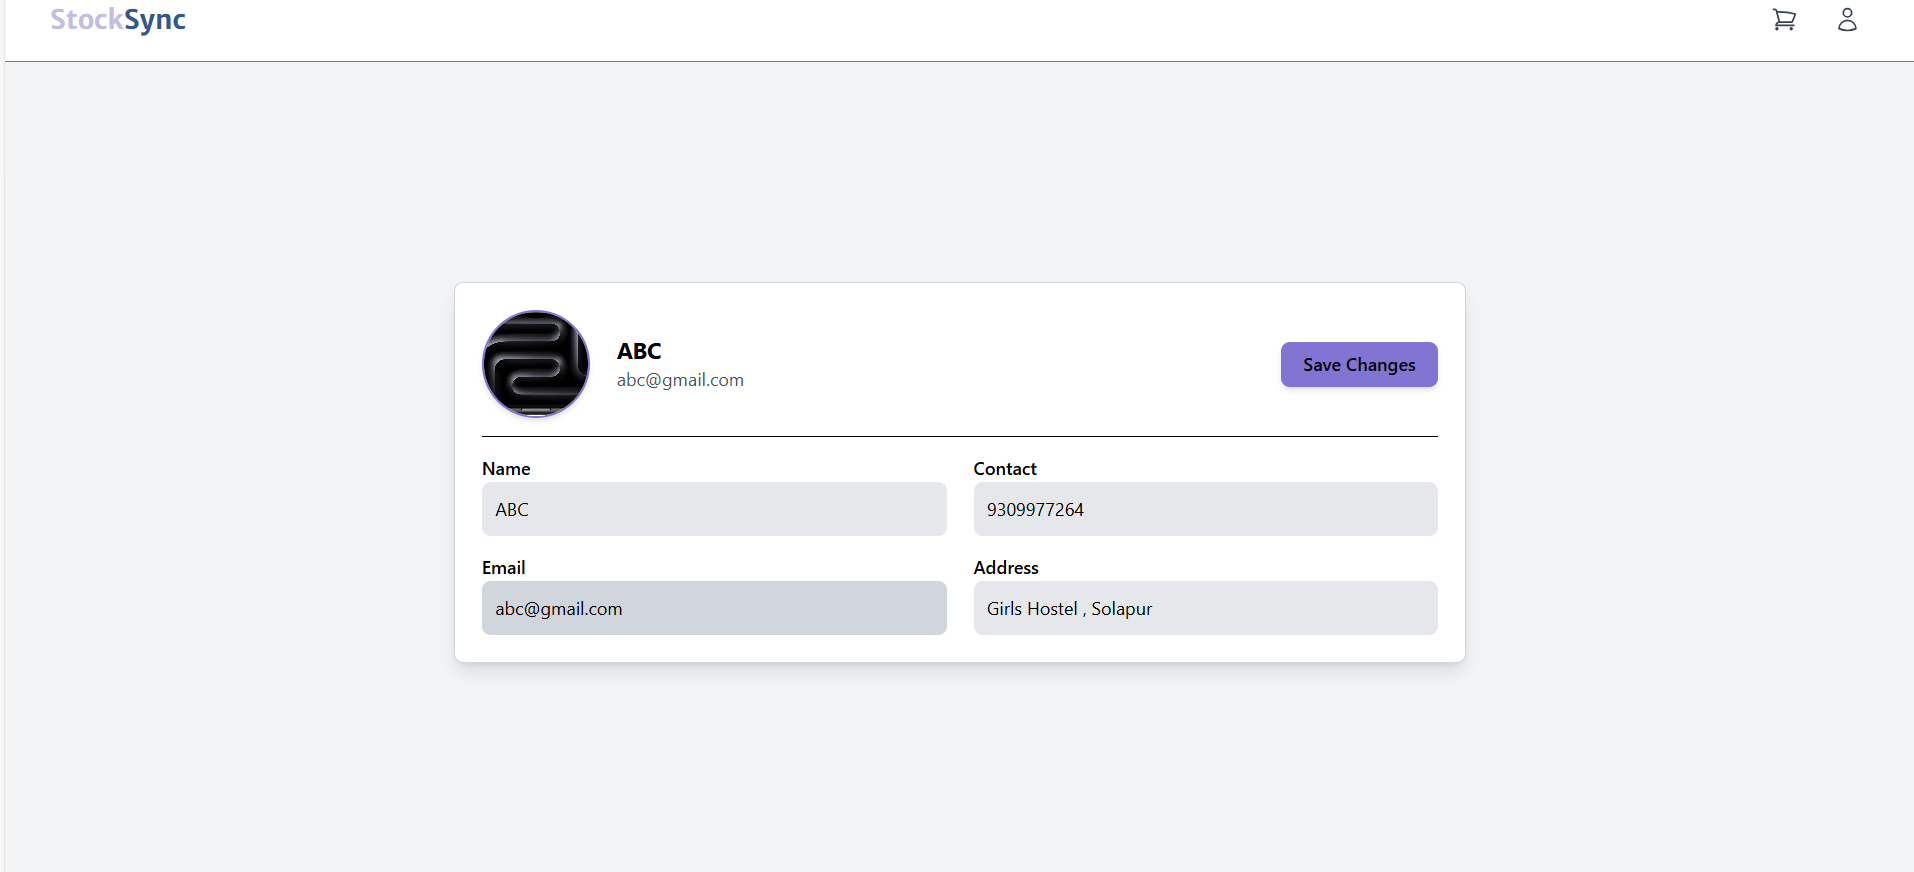 StockSync
ABC
abc@gmail.com
Save Changes
Name
ABC
Contact
9309977264
Email
abc@gmail.com
Address
Girls Hostel , Solapur